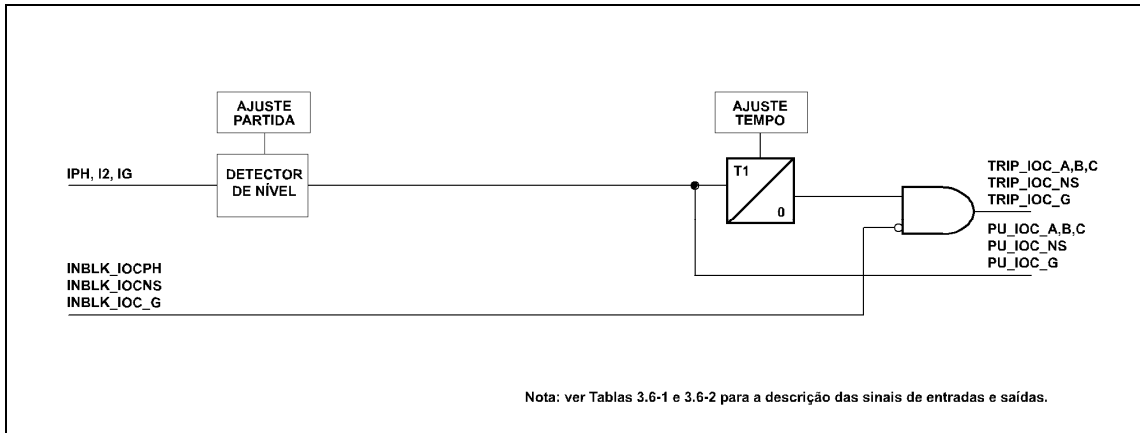 AJUSTE
PARTIDA
AJUSTE
TEMPO
IPH, I2, IG
DETECTOR
DE NÍVEL
T1
0
TRIP_IOC_A,B,C
TRIP_IOC_NS
TRIP_IOC_G
PU_IOC_A,B,C
PU_IOC_NS
PU_IOC_G
INBLK_IOCPH
INBLK_IOCNS
INBLK_IOC_G
Nota: ver Tablas 3.6-1 e 3.6-2 para a descrição das sinais de entradas e saídas.